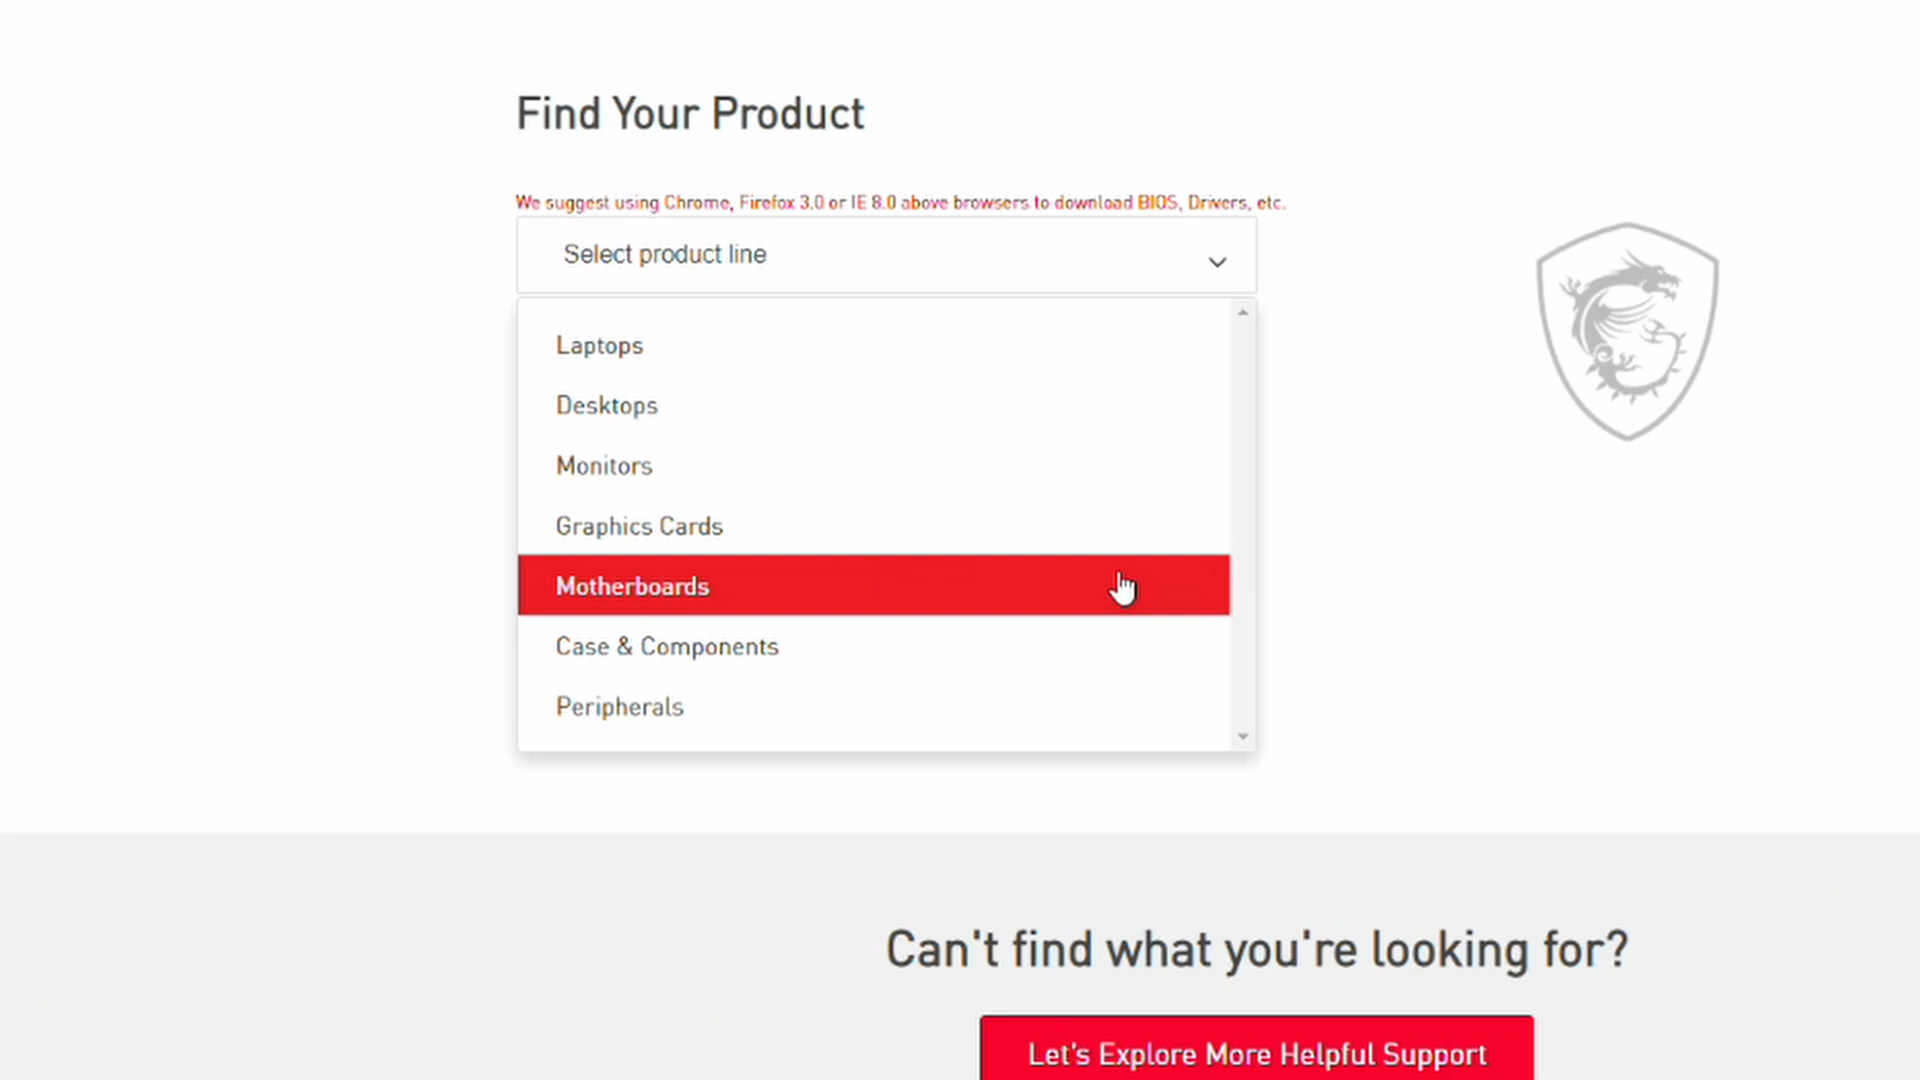 Find Your Product
We suggest using Chrome, Firefox 3.0 or IE 8.0 above browsers to download BIOS, Drivers, etc.
Select product line
Laptops
Desktops
Monitors
Graphics Cards
Motherboards
Case & Components
Peripherals
Can't find what you're looking for?
Let's Explore More Helpful Support